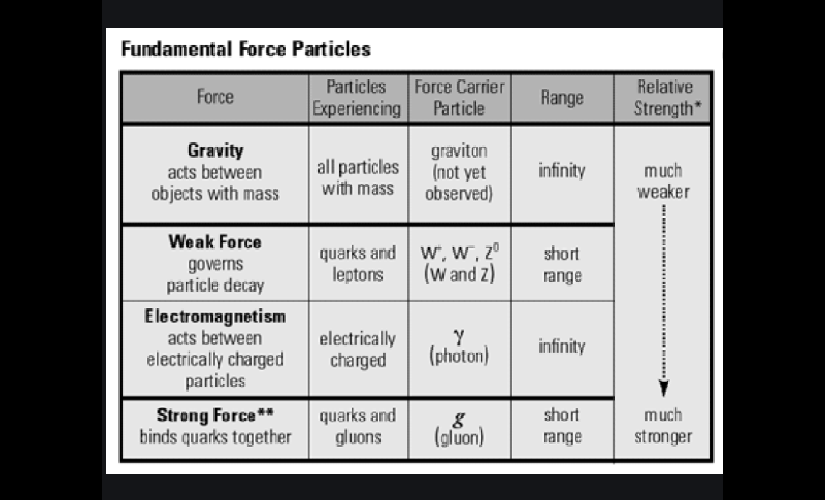 Fundamental Force Particles
Force
Particles
Experiencing
Force Carrier
Particle
Range
Relative
Strength*
Gravity
acts between
objects with mass
all particles
with mass
graviton
(not yet
observed)
infinity
much
weaker
Weak Force
governs
particle decay
quarks and
leptons
W⁺, W⁻, Z⁰
(W and Z)
short
range
Electromagnetism
acts between
electrically charged
particles
electrically
charged
γ
(photon)
infinity
Strong Force**
binds quarks together
quarks and
gluons
g
(gluon)
short
range
much
stronger